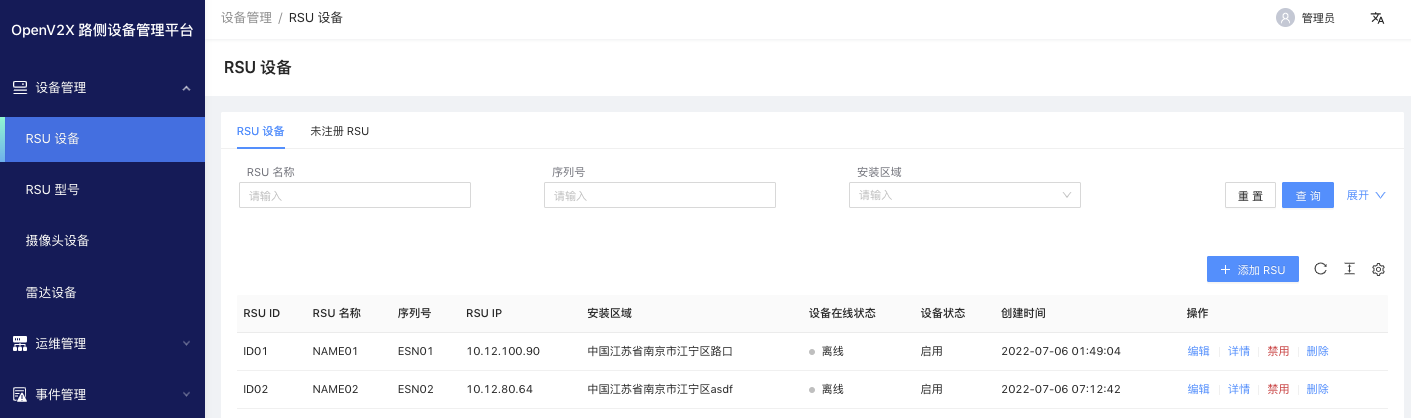 OpenV2X 路侧设备管理平台
设备管理
RSU 设备
RSU 型号
摄像头设备
雷达设备
运维管理
事件管理
设备管理 / RSU 设备
管理员
RSU 设备
RSU 设备 未注册 RSU
RSU 名称 序列号 安装区域
请输入 请输入 请输入 重置 查询 展开
+ 添加 RSU
RSU ID RSU 名称 序列号 RSU IP 安装区域 设备在线状态 设备状态 创建时间 操作
ID01 NAME01 ESN01 10.12.100.90 中国江苏省南京市江宁区路口 离线 启用 2022-07-06 01:49:04 编辑 详情 禁用 删除
ID02 NAME02 ESN02 10.12.80.64 中国江苏省南京市江宁区asdf 离线 启用 2022-07-06 07:12:42 编辑 详情 禁用 删除